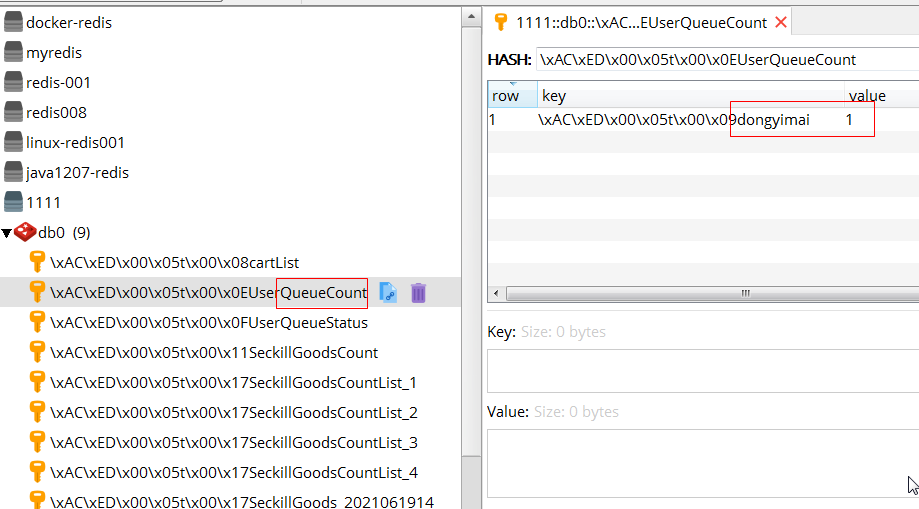 docker-redis
myredis
redis-001
redis008
linux-redis001
java1207-redis
1111
db0 (9)
\xAC\xED\x00\x05t\x00\x08cartList
\xAC\xED\x00\x05t\x00\x0EUserQueueCount
\xAC\xED\x00\x05t\x00\x0FUserQueueStatus
\xAC\xED\x00\x05t\x00\x11SeckillGoodsCount
\xAC\xED\x00\x05t\x00\x17SeckillGoodsCountList_1
\xAC\xED\x00\x05t\x00\x17SeckillGoodsCountList_2
\xAC\xED\x00\x05t\x00\x17SeckillGoodsCountList_3
\xAC\xED\x00\x05t\x00\x17SeckillGoodsCountList_4
\xAC\xED\x00\x05t\x00\x17SeckillGoods_2021061914
1111::db0::\xAC...EUserQueueCount
HASH: \xAC\xED\x00\x05t\x00\x0EUserQueueCount
row key value
1 \xAC\xED\x00\x05t\x00\x09dongyimai 1
Key: Size: 0 bytes
Value: Size: 0 bytes